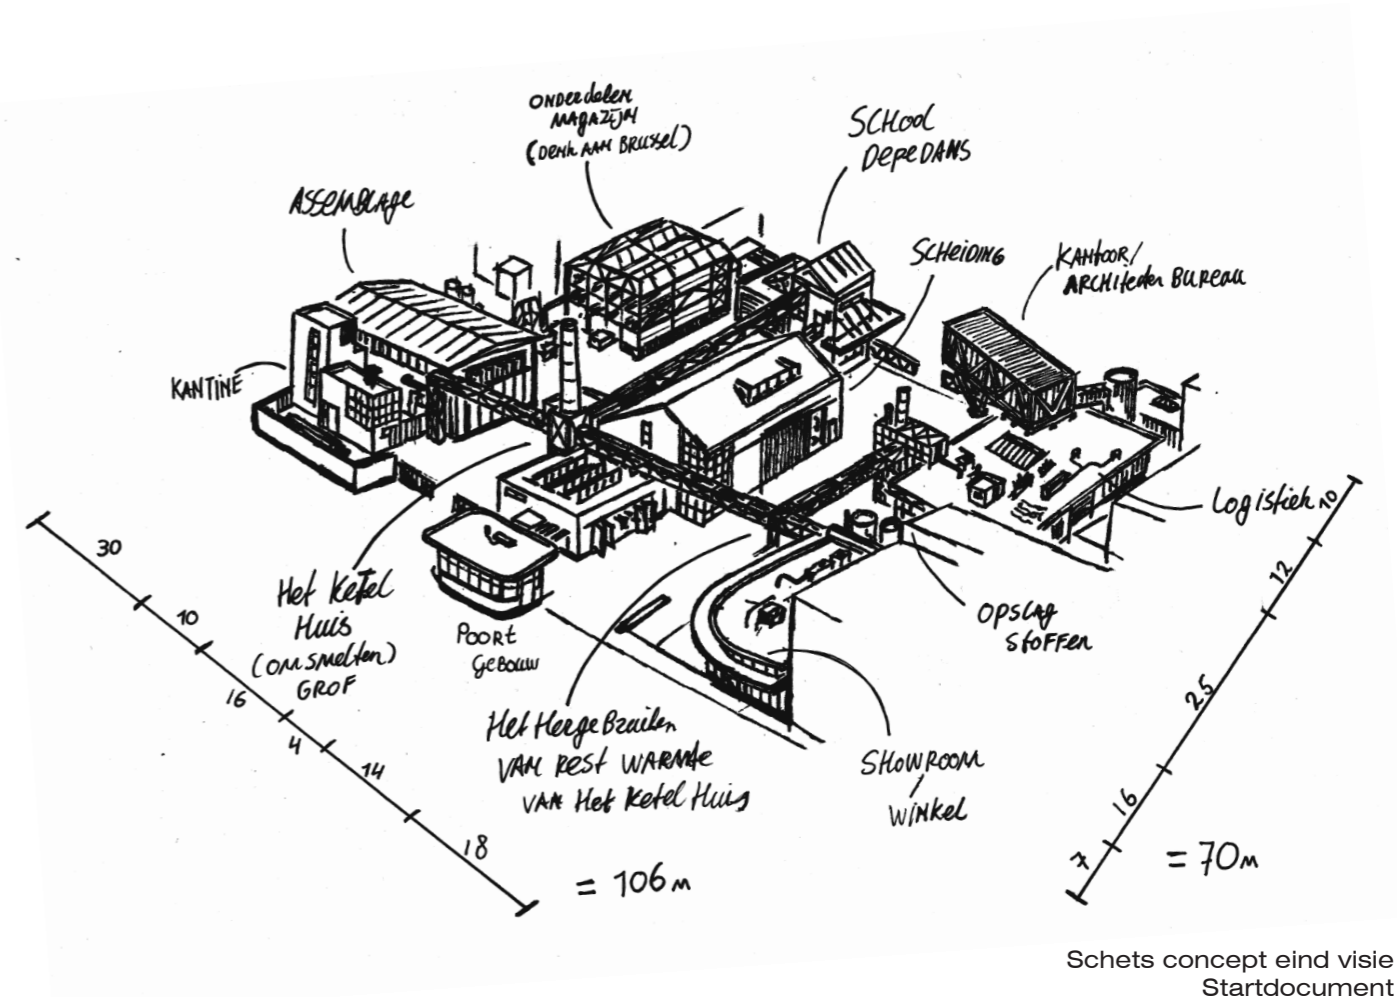 ONDERdelEN
MAGAZIJN
(DENK AAN BRUSSEL)
SCHOOL
DEPEDANS
ASSEMBLAGE
SCHEIDING
KANTOOR/
ARCHITEcten BUREAU
KANTINE
LOGISTIEK
10
12
25
16
7
= 70 M
30
10
16
4
14
18
= 106 M
Het Ketel
Huis
(OMSMELTEN)
GROF
POORT
GEBOUW
OPSLAG
STOFFEN
Het HERGEBRUIKEN
VAN REST WARMTE
VAN Het Ketel Huis
SHOWROOM
/
WINKEL
Schets concept eind visie
Startdocument